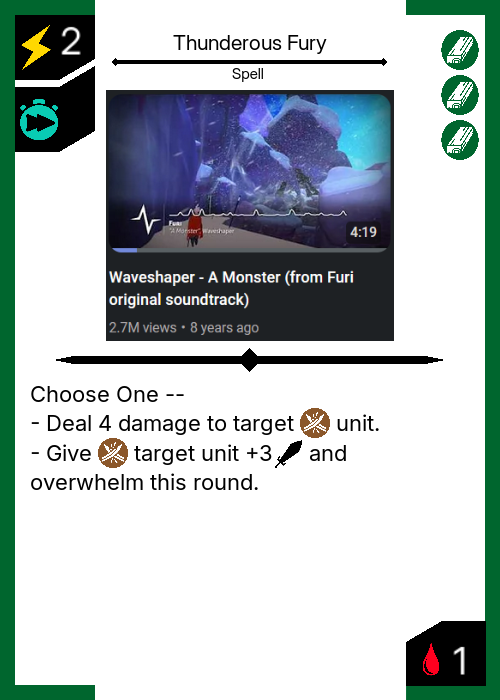 2
Thunderous Fury
Spell
Furi
"A Monster", Waveshaper
4:19
Waveshaper - A Monster (from Furi
original soundtrack)
2.7M views • 8 years ago
Choose One --
- Deal 4 damage to target unit.
- Give target unit +3 and
overwhelm this round.
1